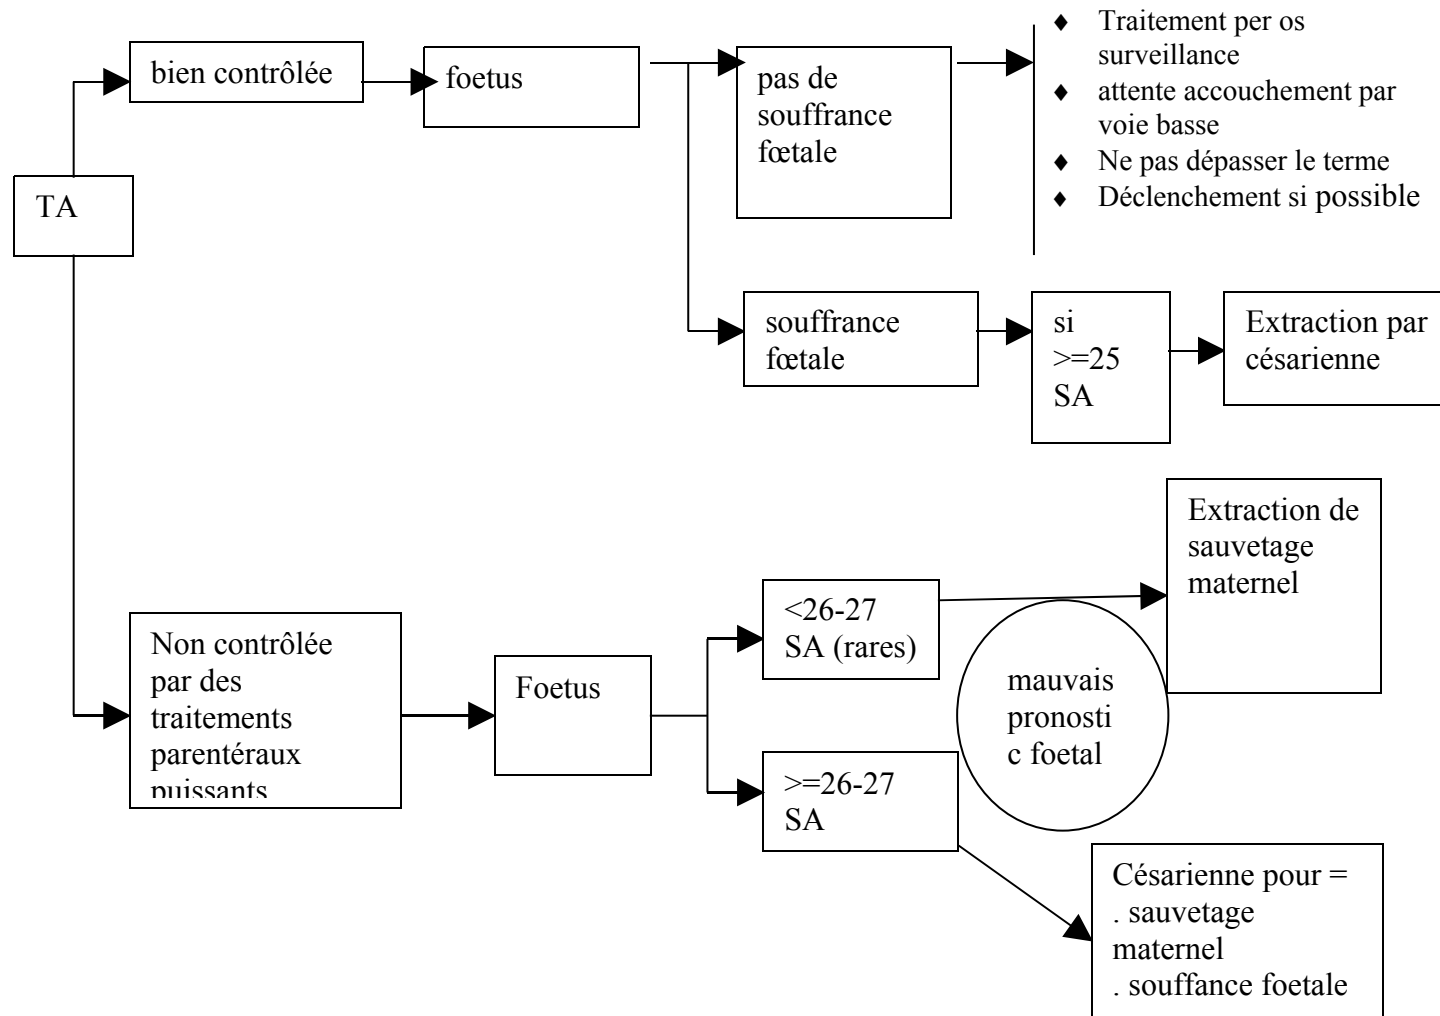 TA
bien contrôlée
foetus
pas de
souffrance
fœtale
♦ Traitement per os
surveillance
♦ attente accouchement par
voie basse
♦ Ne pas dépasser le terme
♦ Déclenchement si possible
souffrance
fœtale
si
>=25
SA
Extraction par
césarienne
Non contrôlée
par des
traitements
parentéraux
puissants
Foetus
<26-27
SA (rares)
mauvais
pronosti
c foetal
Extraction de
sauvetage
maternel
>=26-27
SA
Césarienne pour =
. sauvetage
maternel
. souffance foetale